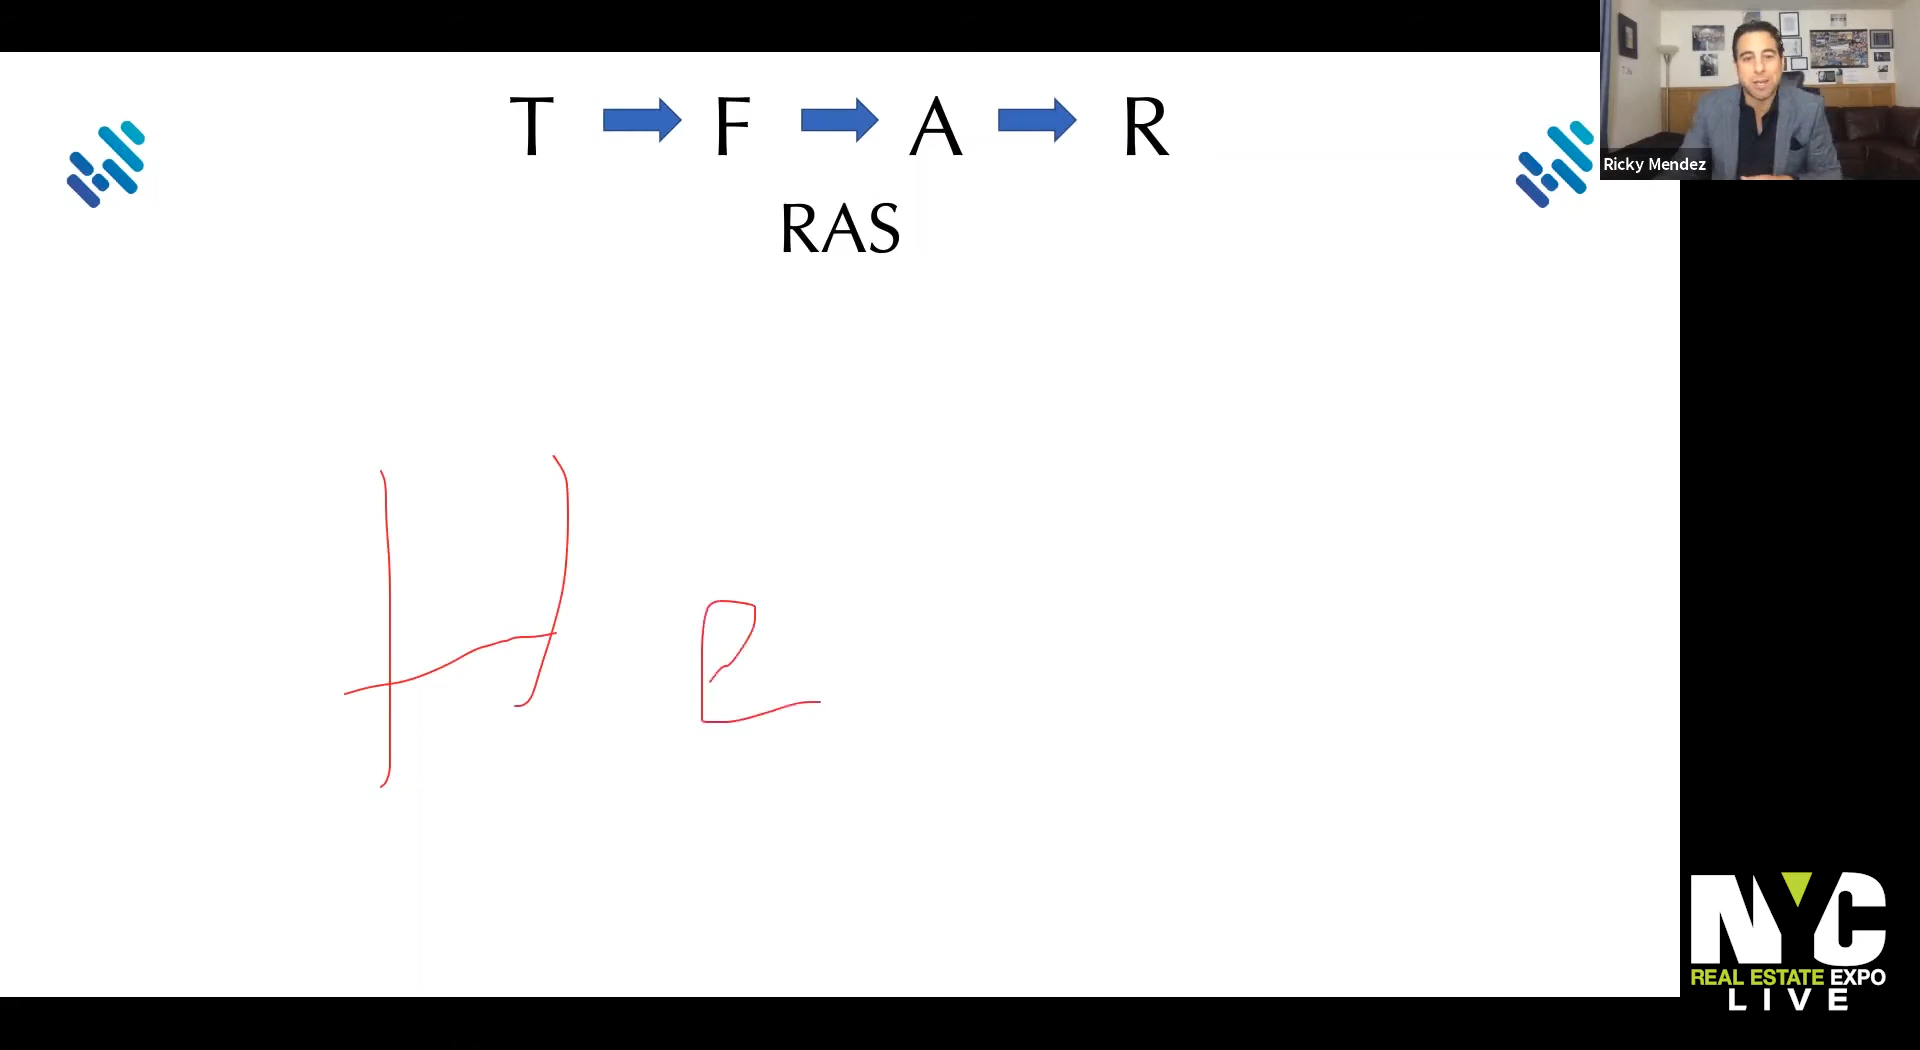 T F A R
RAS
He
Ricky Mendez
NYC
REAL ESTATE EXPO
LIVE